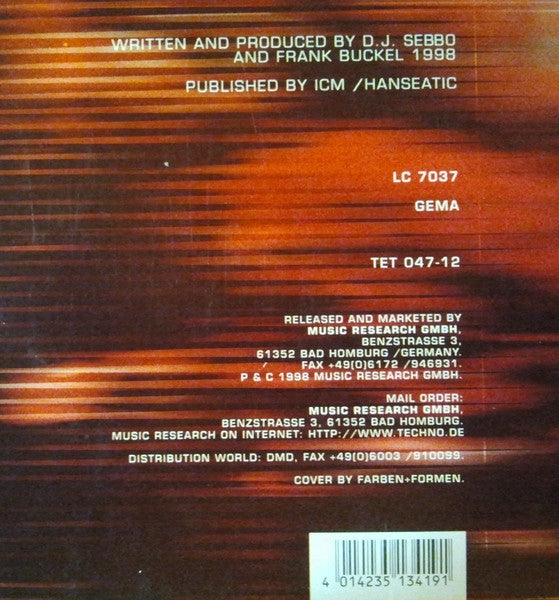 WRITTEN AND PRODUCED BY D.J. SEBBO
AND FRANK BUCKEL 1998
PUBLISHED BY ICM /HANSEATIC
LC 7037
GEMA
TET 047-12
RELEASED AND MARKETED BY
MUSIC RESEARCH GMBH,
BENZSTRASSE 3,
61352 BAD HOMBURG /GERMANY.
/ FAX +49(0)6172 /946931.
P & C 1998 MUSIC RESEARCH GMBH.
MAIL ORDER:
MUSIC RESEARCH GMBH,
BENZSTRASSE 3, 61352 BAD HOMBURG.
MUSIC RESEARCH ON INTERNET: HTTP://WWW.TECHNO.DE
DISTRIBUTION WORLD: DMD, FAX +49(0)6003 /910099.
COVER BY FARBEN+FORMEN.
4 014235 134191